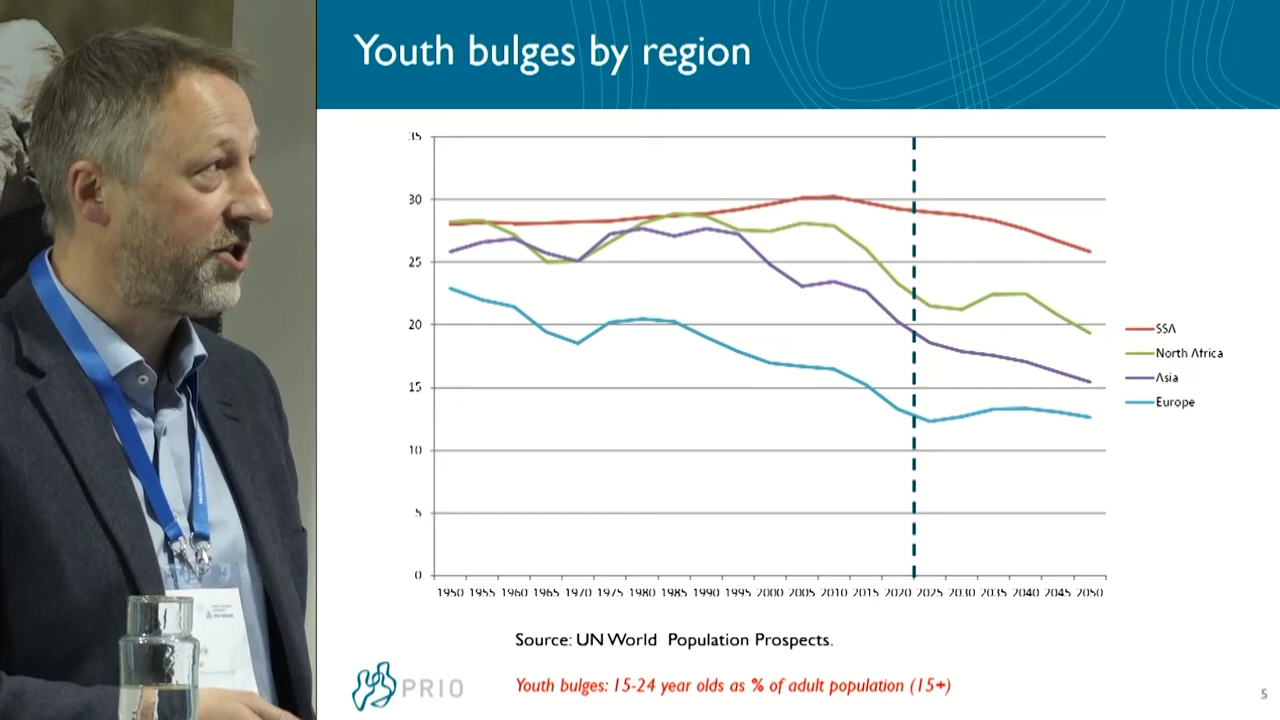 Youth bulges by region
35
30
25
20
15
10
5
0
1950 1955 1960 1965 1970 1975 1980 1985 1990 1995 2000 2005 2010 2015 2020 2025 2030 2035 2040 2045 2050
SSA
North Africa
Asia
Europe
Source: UN World Population Prospects.
PRIO
Youth bulges: 15-24 year olds as % of adult population (15+)
5